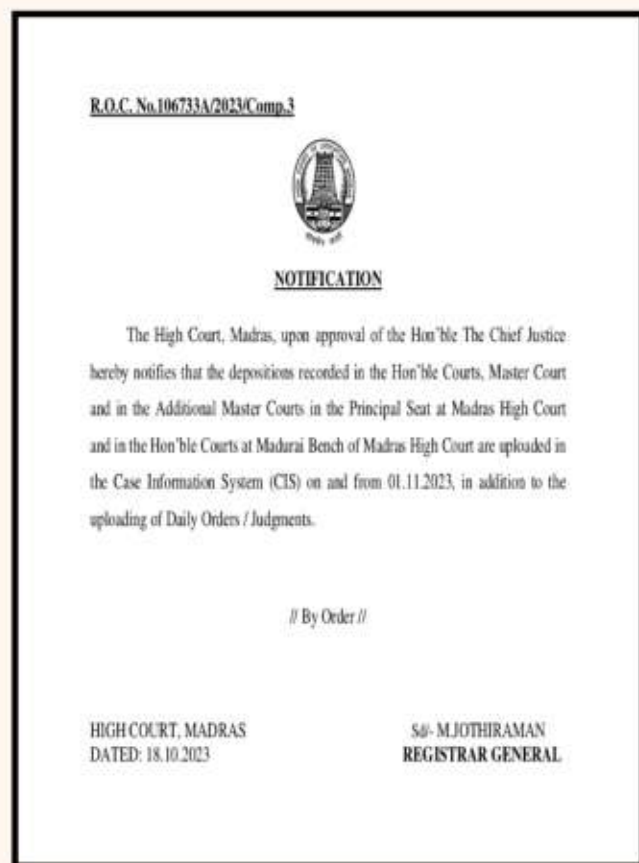 R.O.C. No.106733A/2023/Comp.3
NOTIFICATION
The High Court, Madras, upon approval of the Hon'ble The Chief Justice
hereby notifies that the depositions recorded in the Hon'ble Courts, Master Court
and in the Additional Master Courts in the Principal Seat at Madras High Court
and in the Hon'ble Courts at Madurai Bench of Madras High Court are uploaded in
the Case Information System (CIS) on and from 01.11.2023, in addition to the
uploading of Daily Orders / Judgments.
// By Order //
HIGH COURT, MADRAS
DATED: 18.10.2023
Sd/- M.JOTHIRAMAN
REGISTRAR GENERAL